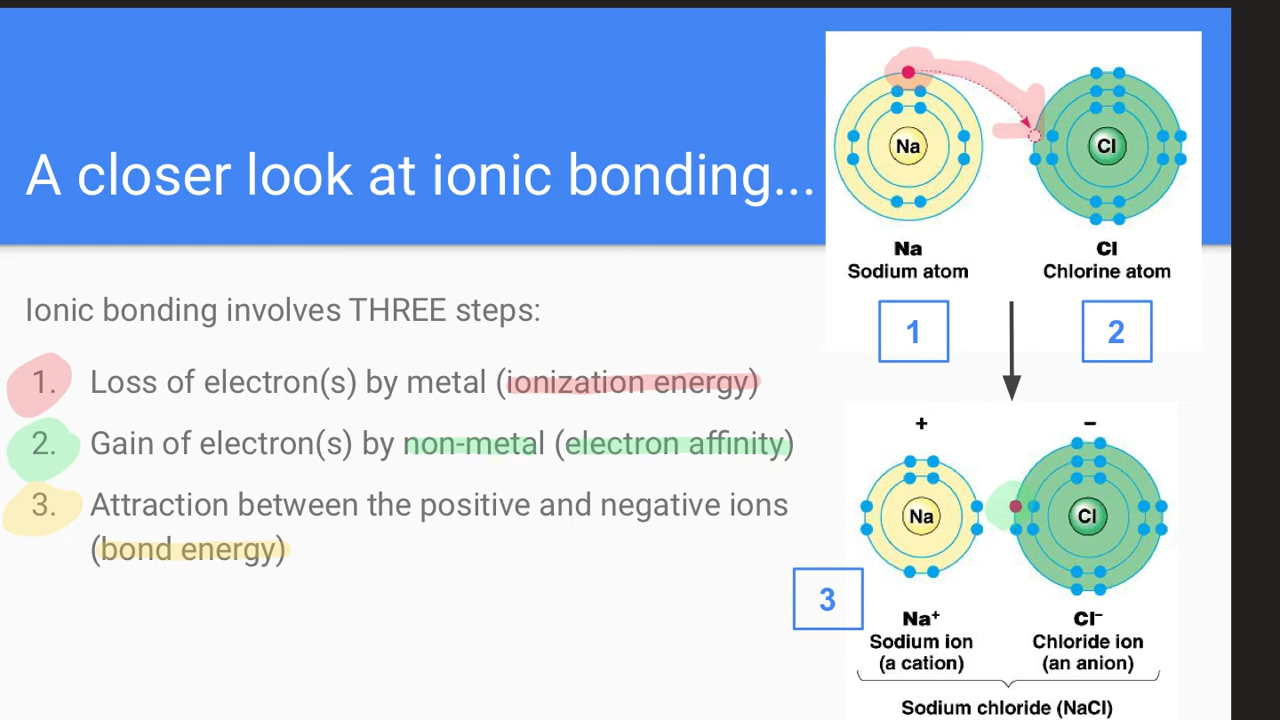 A closer look at ionic bonding...
Ionic bonding involves THREE steps:
1. Loss of electron(s) by metal (ionization energy)
2. Gain of electron(s) by non-metal (electron affinity)
3. Attraction between the positive and negative ions
(bond energy)
Na Cl
Na Cl
Sodium atom Chlorine atom
1 2
+ −
Na Cl
3
Na⁺ Cl⁻
Sodium ion Chloride ion
(a cation) (an anion)
Sodium chloride (NaCl)